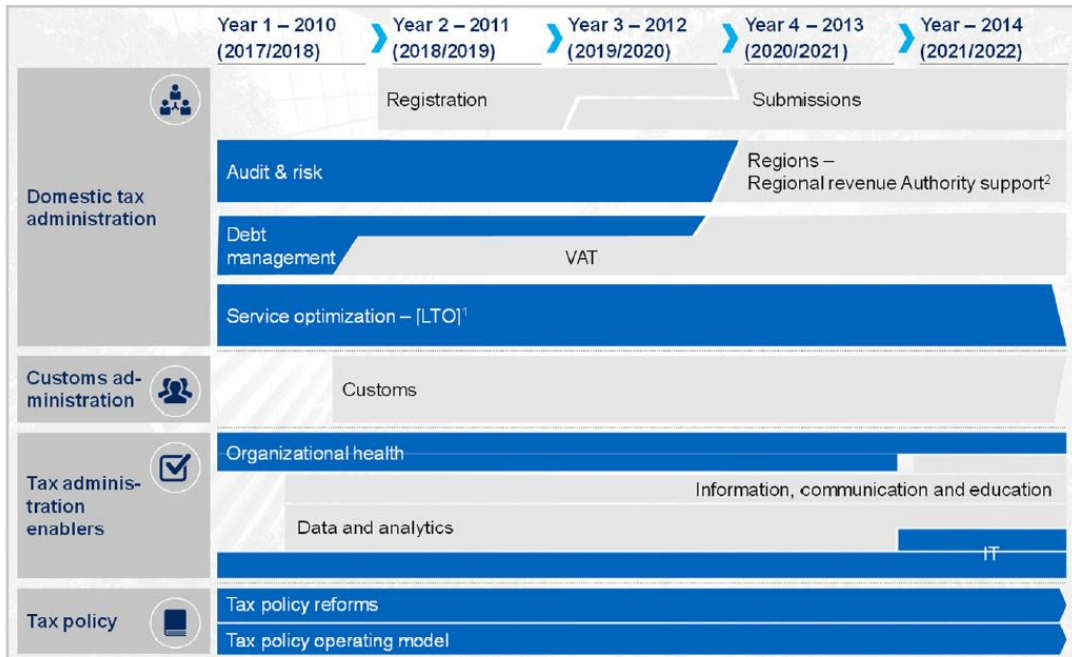 Year 1 – 2010
(2017/2018)
Year 2 – 2011
(2018/2019)
Year 3 – 2012
(2019/2020)
Year 4 – 2013
(2020/2021)
Year – 2014
(2021/2022)
Domestic tax
administration
Registration
Submissions
Audit & risk
Regions –
Regional revenue Authority support²
Debt
management
VAT
Service optimization – [LTO]¹
Customs ad-
ministration
Customs
Tax adminis-
tration
enablers
Organizational health
Information, communication and education
Data and analytics
IT
Tax policy
Tax policy reforms
Tax policy operating model